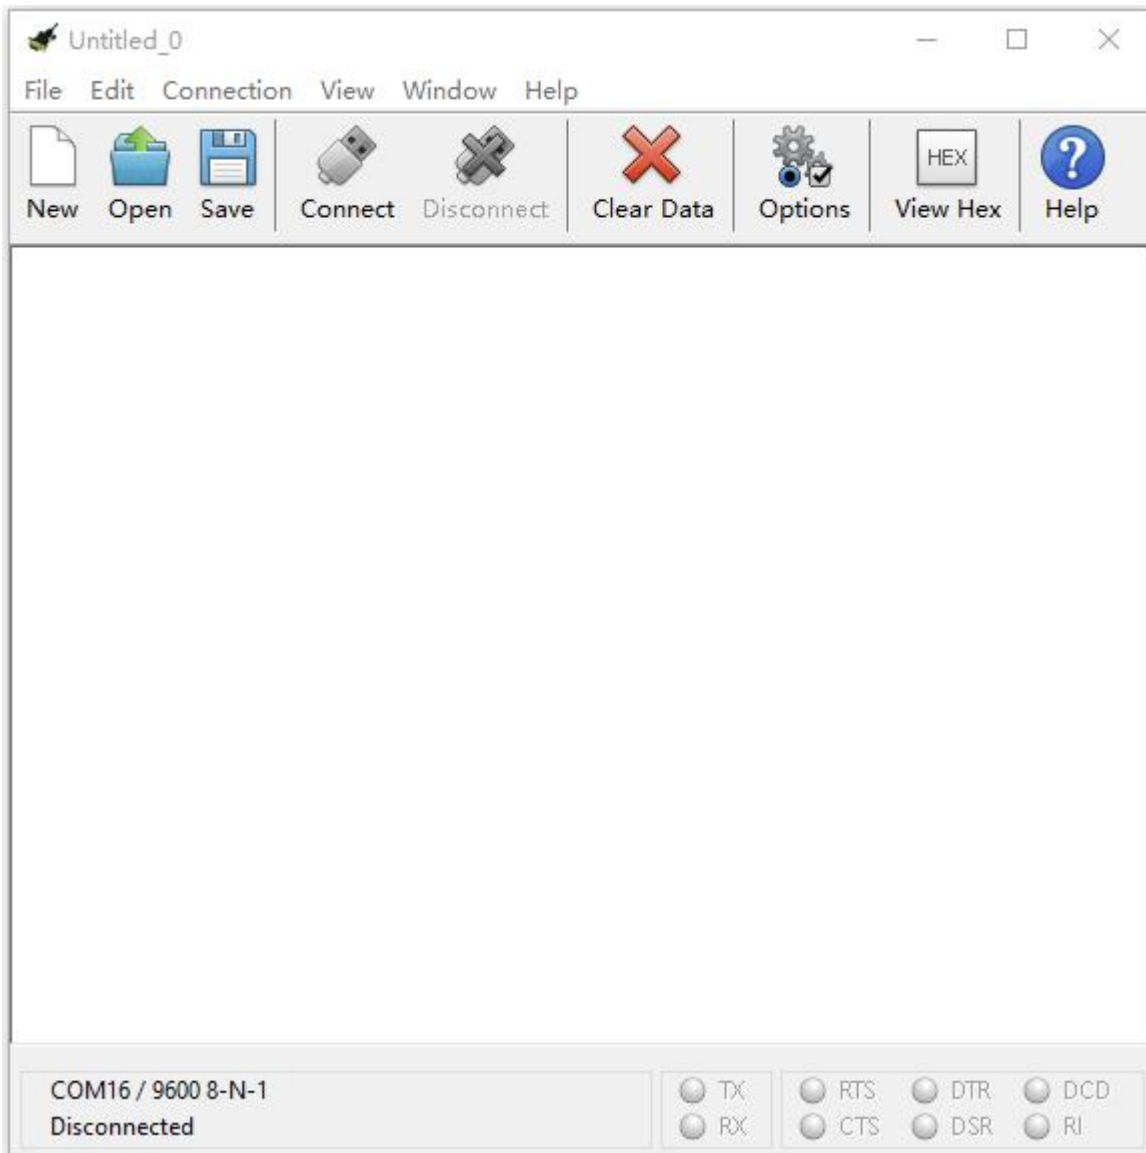 Untitled_0
File Edit Connection View Window Help
HEX
New Open Save Connect Disconnect Clear Data Options View Hex Help
COM16 / 9600 8-N-1
Disconnected
TX RTS DTR DCD
RX CTS DSR RI